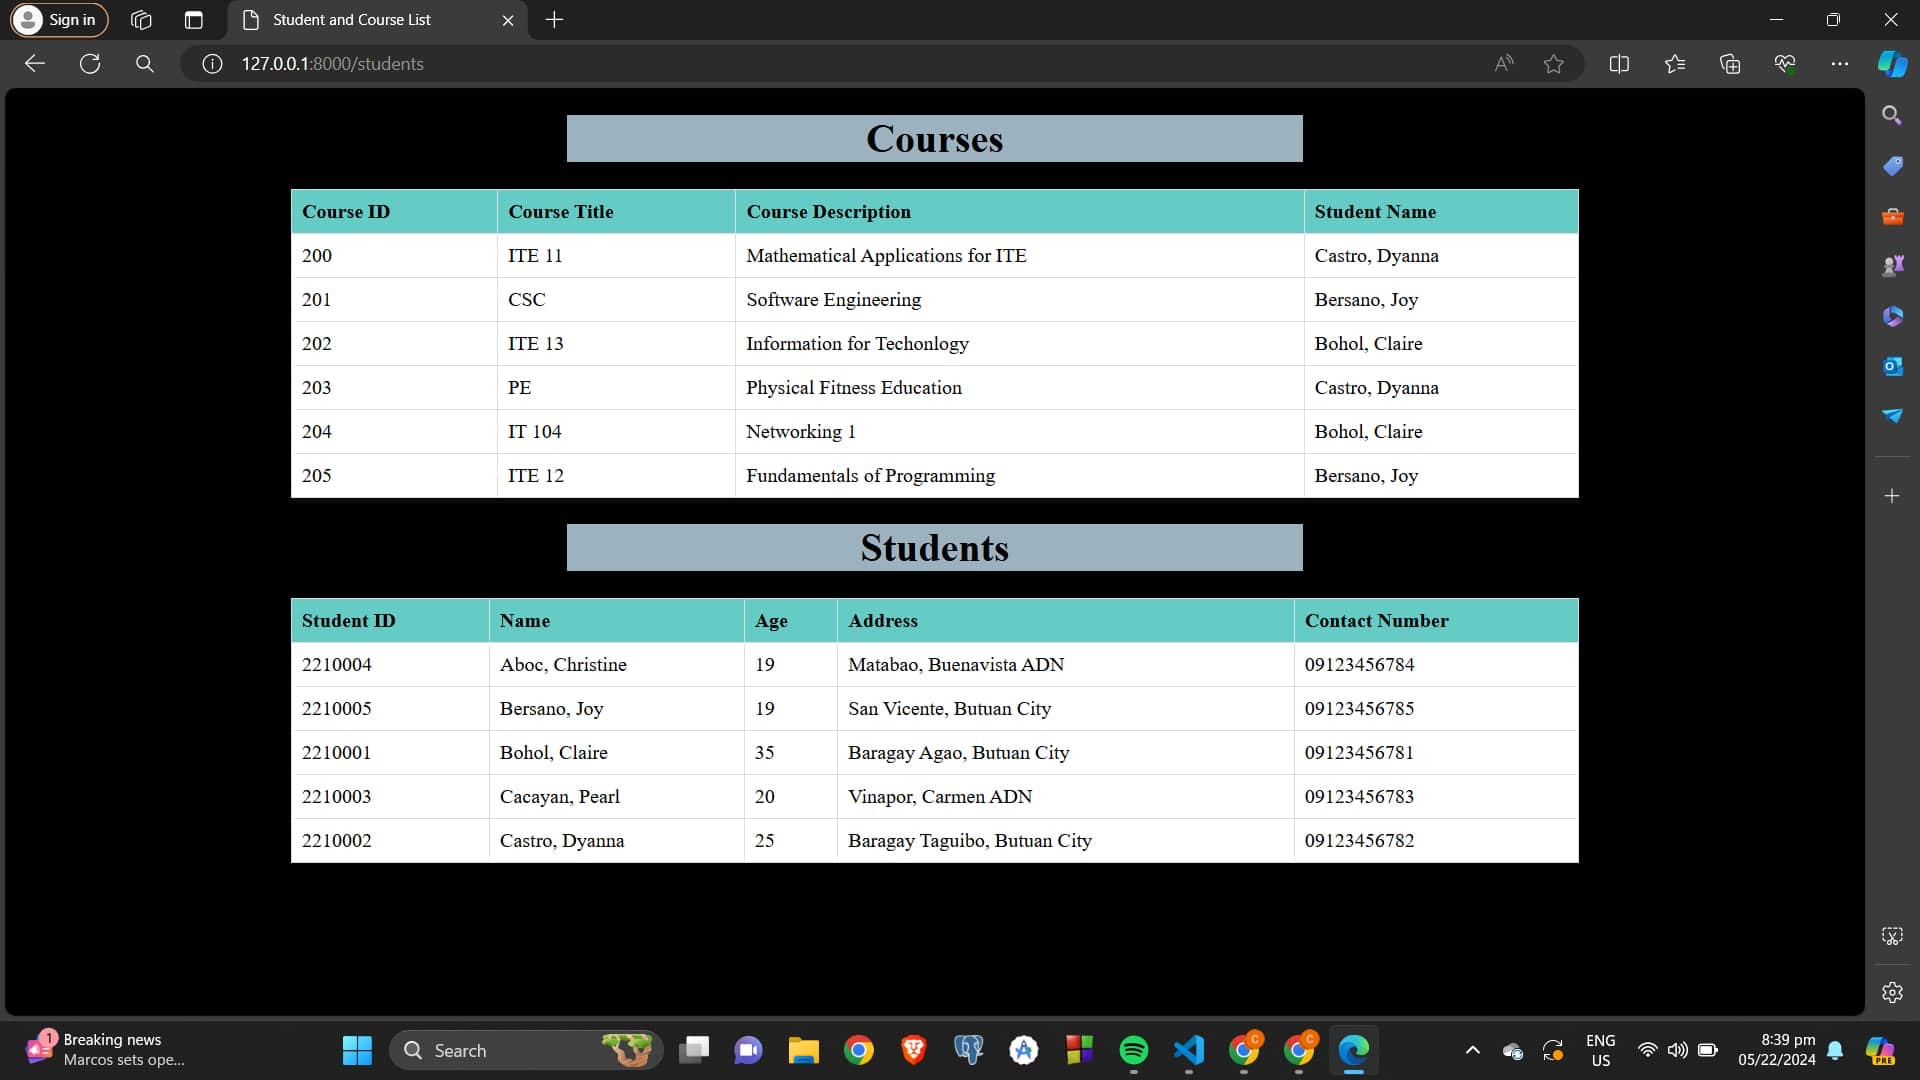 Sign in
Student and Course List
127.0.0.1:8000/students
Courses
Course ID Course Title Course Description Student Name
200 ITE 11 Mathematical Applications for ITE Castro, Dyanna
201 CSC Software Engineering Bersano, Joy
202 ITE 13 Information for Techonlogy Bohol, Claire
203 PE Physical Fitness Education Castro, Dyanna
204 IT 104 Networking 1 Bohol, Claire
205 ITE 12 Fundamentals of Programming Bersano, Joy
Students
Student ID Name Age Address Contact Number
2210004 Aboc, Christine 19 Matabao, Buenavista ADN 09123456784
2210005 Bersano, Joy 19 San Vicente, Butuan City 09123456785
2210001 Bohol, Claire 35 Baragay Agao, Butuan City 09123456781
2210003 Cacayan, Pearl 20 Vinapor, Carmen ADN 09123456783
2210002 Castro, Dyanna 25 Baragay Taguibo, Butuan City 09123456782
1
Breaking news
Marcos sets ope...
Search
C
C
ENG
US
8:39 pm
05/22/2024
PRE